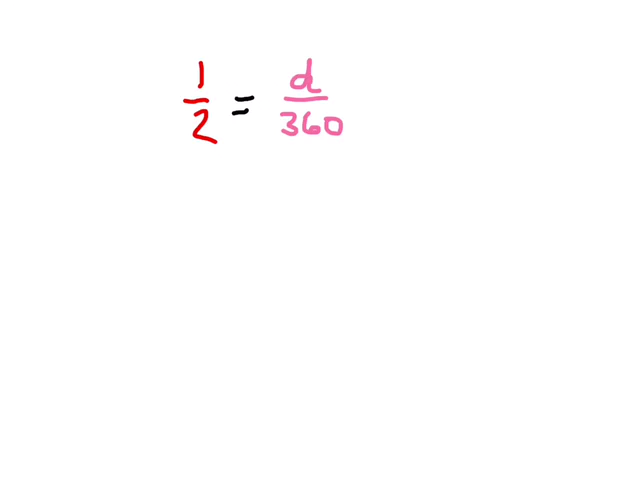 1/2 = d/360